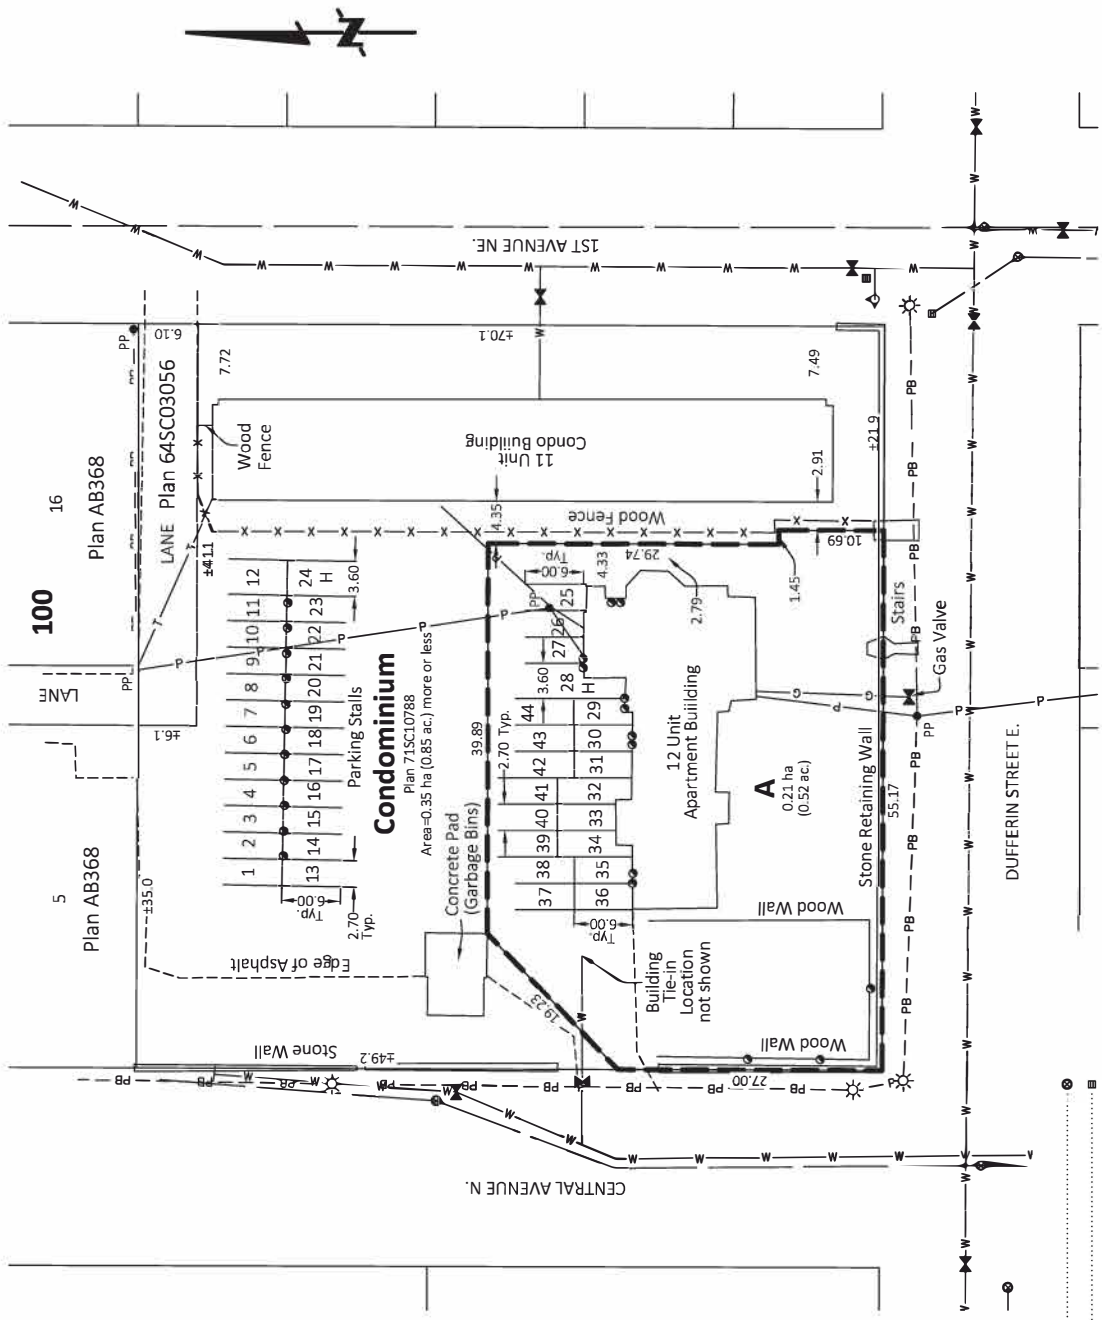 N
1ST AVENUE NE.
16
Plan AB368
100
LANE
5
Plan AB368
LANE Plan 64SC03056
PP
6.10
±70.1
7.72
7.49
Wood
Fence
11 Unit
Condo Building
2.91
±21.9
4.35
Wood Fence
±41.1
10.69
1.45
PP
±6.1
±35.0
12
11
10
9
8
7
6
5
4
3
2
1
24
H
23
22
21
20
19
18
17
16
15
14
13
3.60
6.00
Typ.
2.70
Typ.
Parking Stalls
Condominium
Plan 71SC10788
Area=0.35 ha (0.85 ac.) more or less
Concrete Pad
(Garbage Bins)
Edge of Asphalt
39.89
29.74
6.00
Typ.
4.33
2.79
PP
25
26
27
28
H
29
30
31
32
33
34
35
36
3.60
44
43
42
41
40
39
38
37
2.70 Typ.
6.00
Typ.
12 Unit
Apartment Building
A
0.21 ha
(0.52 ac.)
Stone Retaining Wall
55.17
Stairs
Gas Valve
PP
Wood Wall
Wood Wall
Building
Tie-in
Location
not shown
19.23
27.00
Stone Wall
±49.2
CENTRAL AVENUE N.
DUFFERIN STREET E.